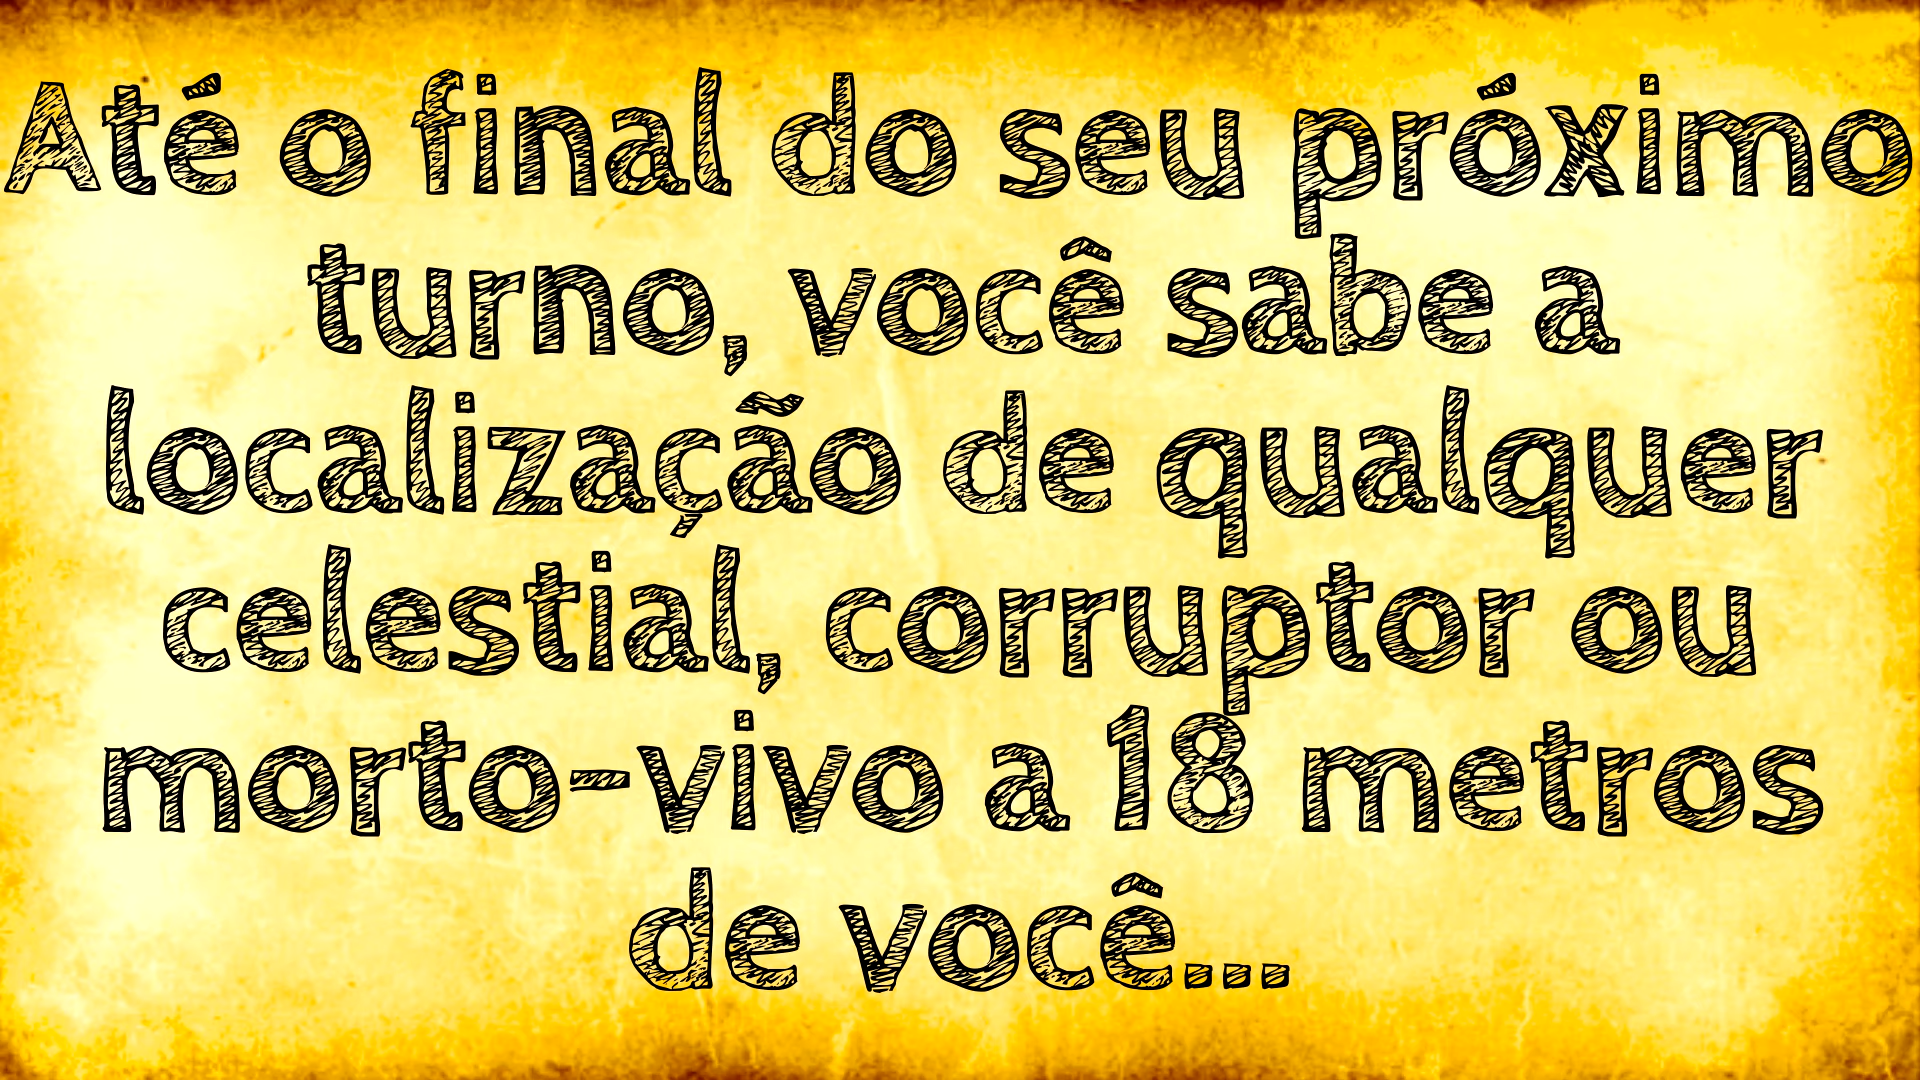 Até o final do seu próximo
turno, você sabe a
localização de qualquer
celestial, corruptor ou
morto-vivo a 18 metros
de você...